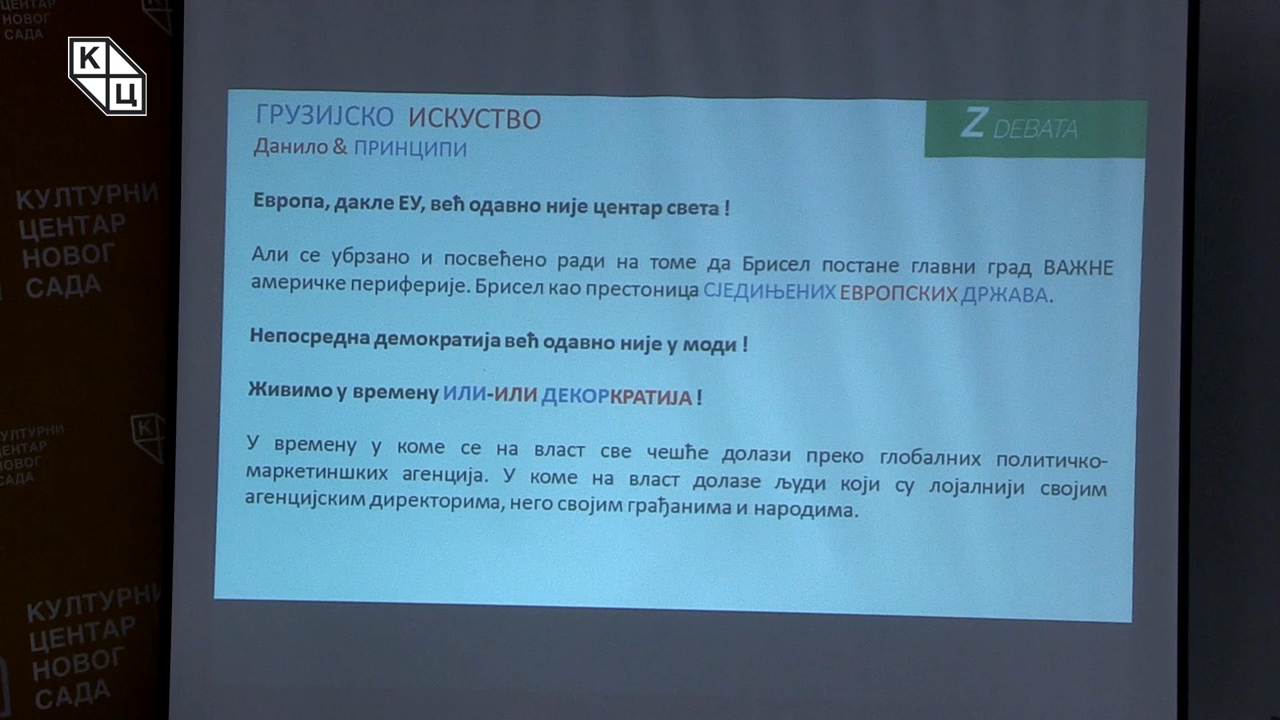 ЦЕНТАР
НОВОГ
САДА
К
Ц
КУЛТУРНИ
ЦЕНТАР
НОВОГ
САДА
ГРУЗИЈСКО ИСКУСТВО
Данило & ПРИНЦИПИ
Z DEBATA
Европа, дакле ЕУ, већ одавно није центар света !
Али се убрзано и посвећено ради на томе да Брисел постане главни град ВАЖНЕ
америчке периферије. Брисел као престоница СЈЕДИЊЕНИХ ЕВРОПСКИХ ДРЖАВА.
Непосредна демократија већ одавно није у моди !
Живимо у времену ИЛИ-ИЛИ ДЕКОРКРАТИЈА !
У времену у коме се на власт све чешће долази преко глобалних политичко-
маркетиншких агенција. У коме на власт долазе људи који су лојалнији својим
агенцијским директорима, него својим грађанима и народима.
К
КУЛТУРНИ
ЦЕНТАР
НОВОГ
САДА